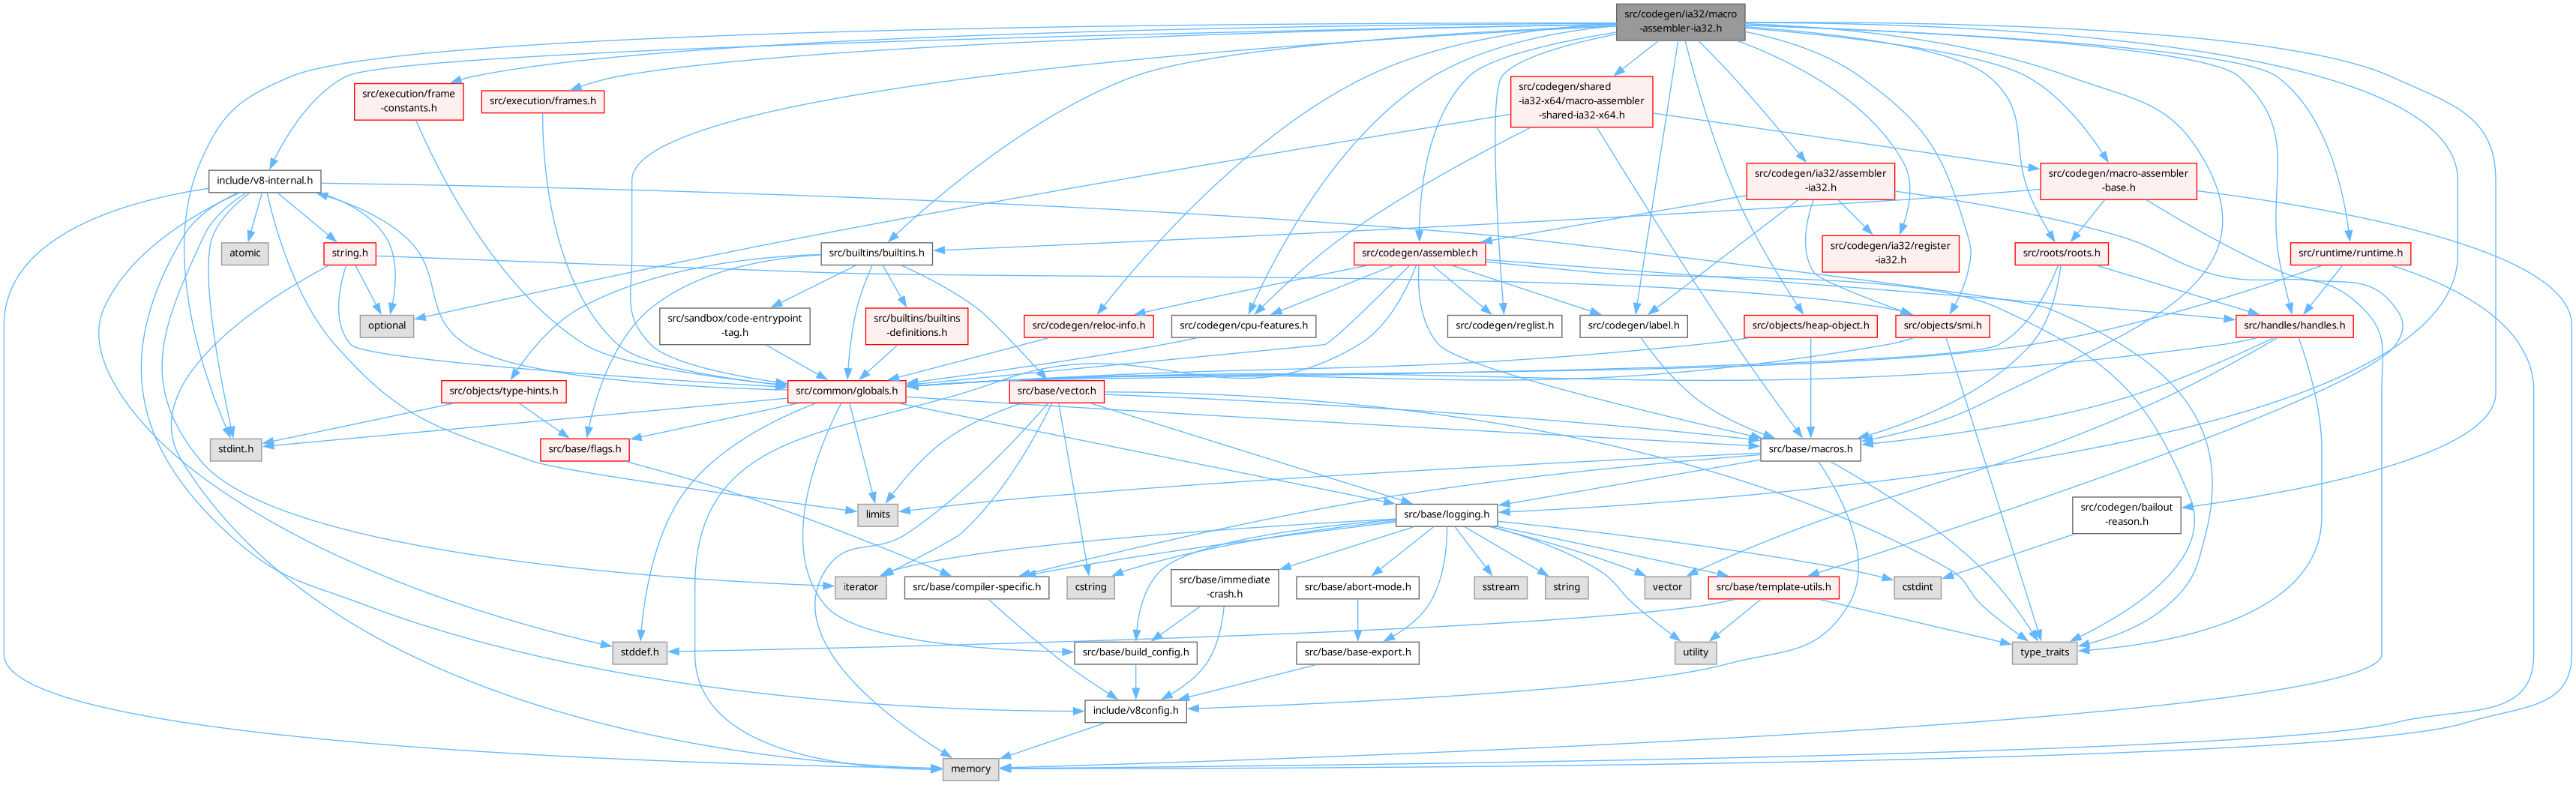 src/codegen/ia32/macro
-assembler-ia32.h
src/execution/frame
-constants.h
src/execution/frames.h
src/codegen/shared
-ia32-x64/macro-assembler
-shared-ia32-x64.h
include/v8-internal.h
src/codegen/ia32/assembler
-ia32.h
src/codegen/macro-assembler
-base.h
atomic
string.h
src/builtins/builtins.h
src/codegen/assembler.h
src/codegen/ia32/register
-ia32.h
src/roots/roots.h
src/runtime/runtime.h
optional
src/sandbox/code-entrypoint
-tag.h
src/builtins/builtins
-definitions.h
src/codegen/reloc-info.h
src/codegen/cpu-features.h
src/codegen/reglist.h
src/codegen/label.h
src/objects/heap-object.h
src/objects/smi.h
src/handles/handles.h
src/objects/type-hints.h
src/common/globals.h
src/base/vector.h
stdint.h
src/base/flags.h
src/base/macros.h
limits
src/base/logging.h
src/codegen/bailout
-reason.h
iterator
src/base/compiler-specific.h
cstring
src/base/immediate
-crash.h
src/base/abort-mode.h
sstream
string
vector
src/base/template-utils.h
cstdint
stddef.h
src/base/build_config.h
src/base/base-export.h
utility
type_traits
include/v8config.h
memory